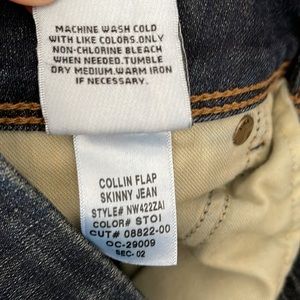 MACHINE WASH COLD
WITH LIKE COLORS.ONLY
NON-CHLORINE BLEACH
WHEN NEEDED.TUMBLE
DRY MEDIUM.WARM IRON
IF NECESSARY.
COLLIN FLAP
SKINNY JEAN
STYLE# NW422ZAI
COLOR# STOI
CUT# 08822-00
OC-29009
SEC-02